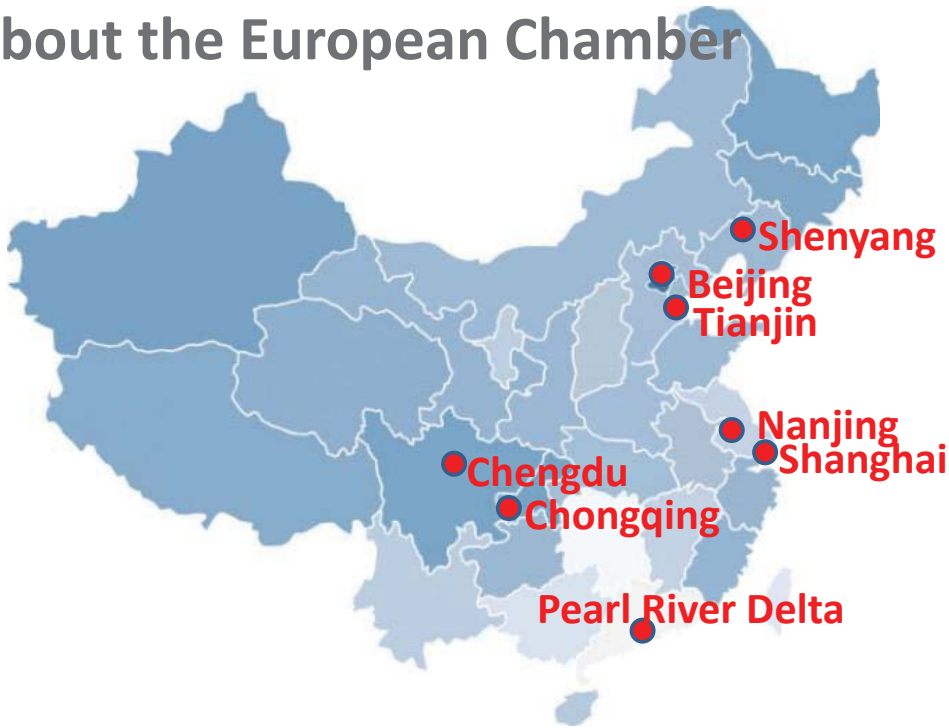 bout the European Chamber
Shenyang
Beijing
Tianjin
Nanjing
Shanghai
Chengdu
Chongqing
Pearl River Delta